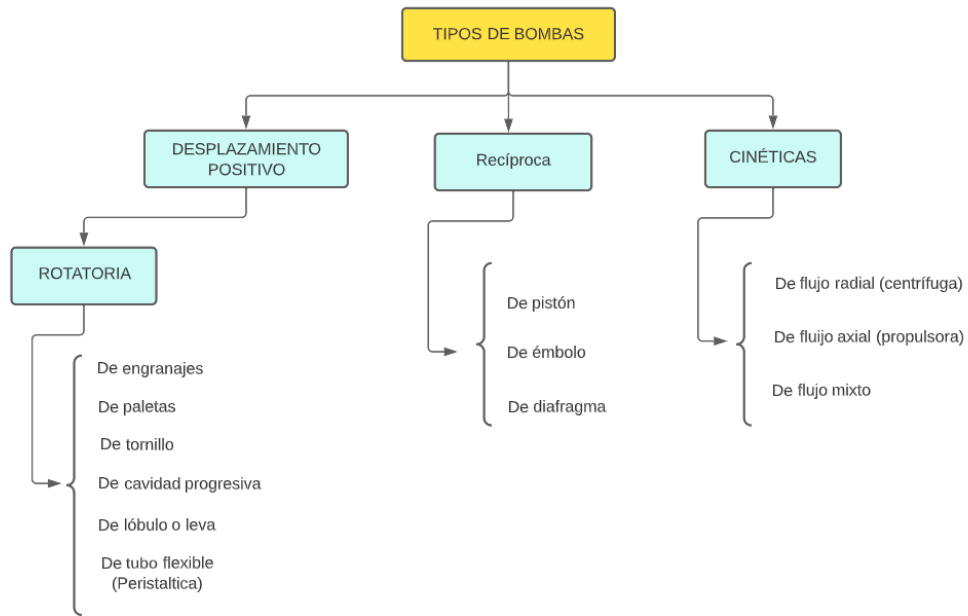 TIPOS DE BOMBAS
DESPLAZAMIENTO
POSITIVO
Recíproca
CINÉTICAS
ROTATORIA
De engranajes
De paletas
De tornillo
De cavidad progresiva
De lóbulo o leva
De tubo flexible
(Peristaltica)
De pistón
De émbolo
De diafragma
De flujo radial (centrífuga)
De fluijo axial (propulsora)
De flujo mixto